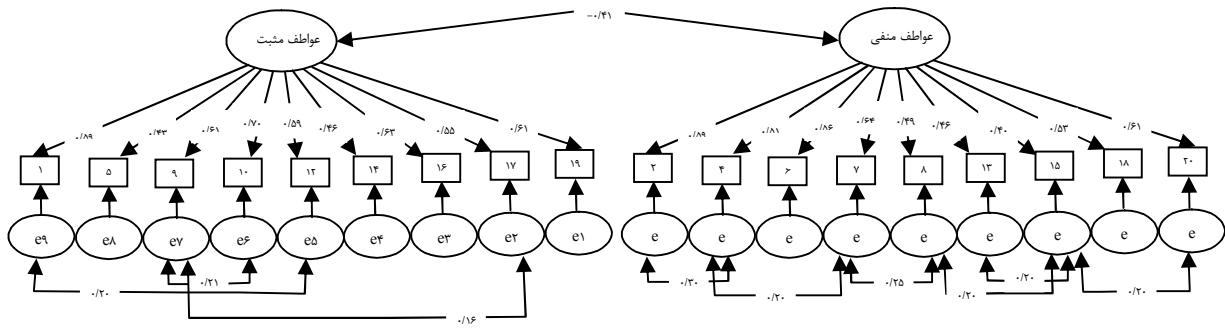 -۰/۴۱
عواطف مثبت
عواطف منفی
۰/۸۹ ۰/۴۳ ۰/۶۱ ۰/۷۰ ۰/۵۹ ۰/۴۶ ۰/۶۳ ۰/۵۵ ۰/۶۱
۰/۸۹ ۰/۸۱ ۰/۸۶ ۰/۶۴ ۰/۴۹ ۰/۴۶ ۰/۴۰ ۰/۵۳ ۰/۶۱
۱ ۵ ۹ ۱۰ ۱۲ ۱۴ ۱۶ ۱۷ ۱۹
۲ ۴ ۶ ۷ ۸ ۱۳ ۱۵ ۱۸ ۲۰
e۹ e۸ e۷ e۶ e۵ e۴ e۳ e۲ e۱
e e e e e e e e e
۰/۲۰ ۰/۲۱ ۰/۱۶
۰/۳۰ ۰/۲۰ ۰/۲۵ ۰/۲۰ ۰/۲۰ ۰/۲۰